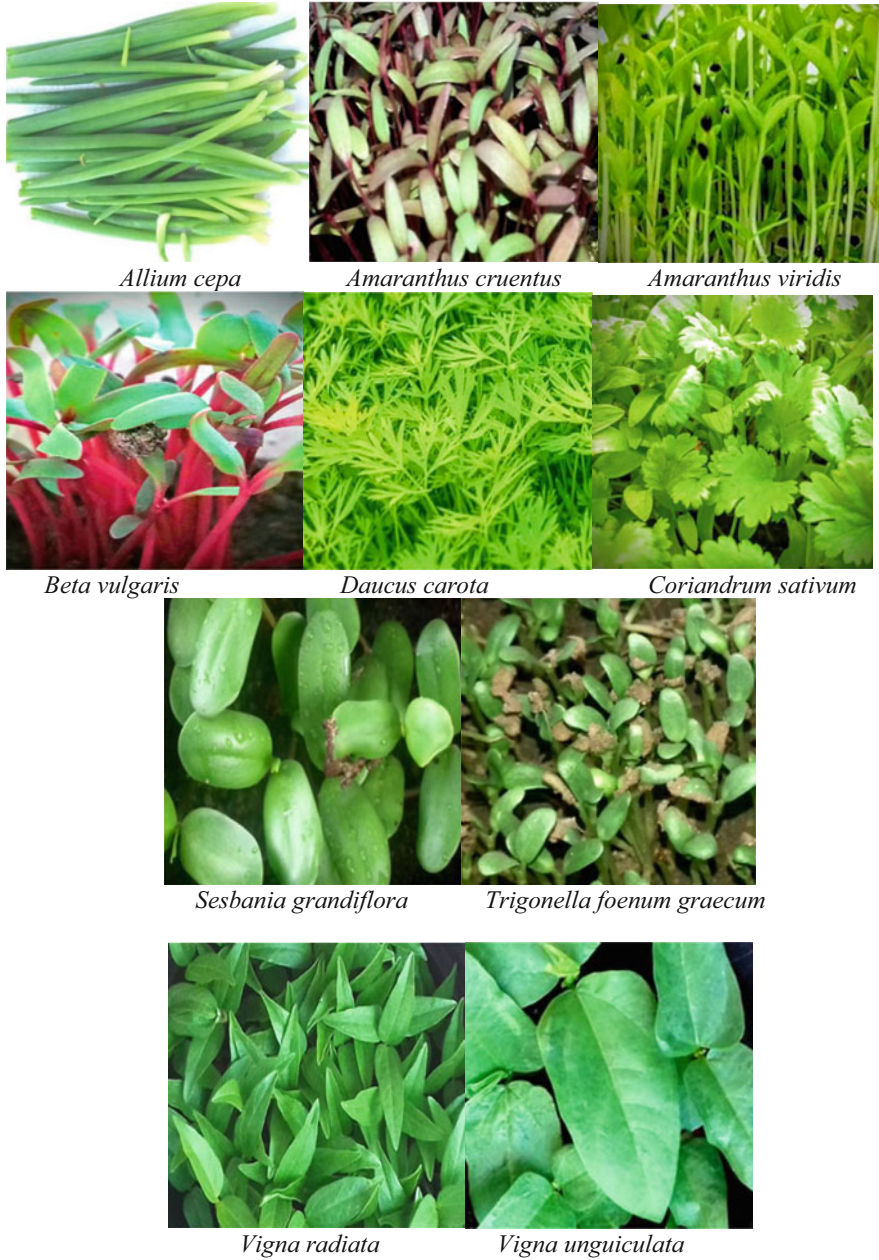 Allium cepa Amaranthus cruentus Amaranthus viridis
Beta vulgaris Daucus carota Coriandrum sativum
Sesbania grandiflora Trigonella foenum graecum
Vigna radiata Vigna unguiculata